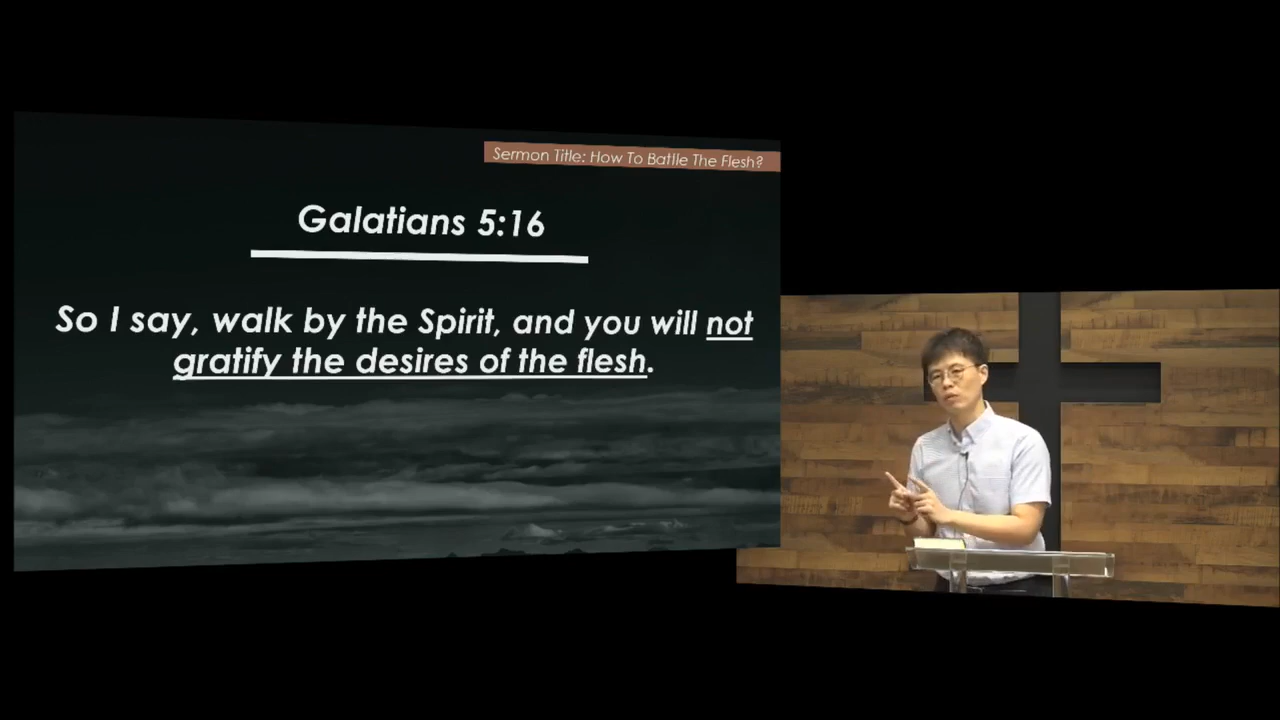 Sermon Title: How To Battle The Flesh?
Galatians 5:16
So I say, walk by the Spirit, and you will not
gratify the desires of the flesh.